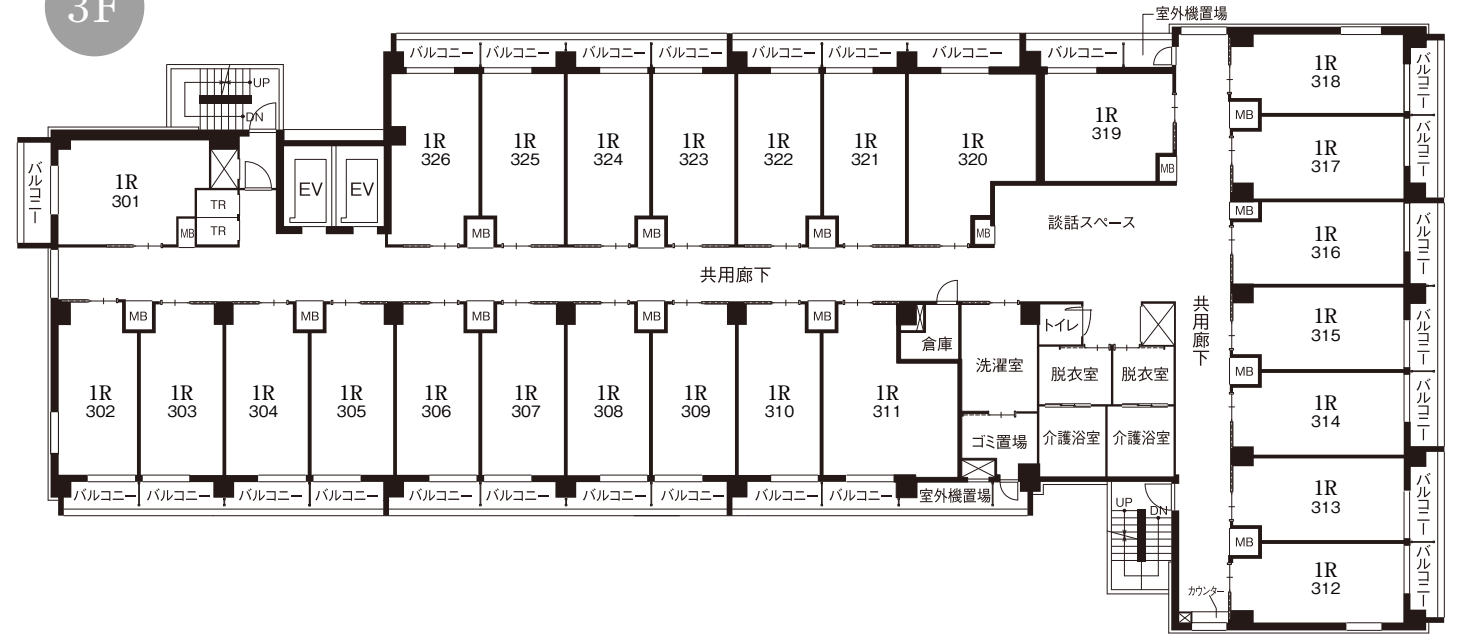 3F
室外機置場
バルコニー バルコニー バルコニー バルコニー バルコニー バルコニー バルコニー バルコニー
UP
DN
バルコニー
1R
301
TR
TR
MB
EV EV
1R
326
1R
325
1R
324
1R
323
1R
322
1R
321
1R
320
1R
319
MB
MB
MB
MB
MB
談話スペース
共用廊下
1R
318
バルコニー
MB
1R
317
バルコニー
MB
1R
316
バルコニー
1R
315
バルコニー
MB
1R
314
バルコニー
1R
313
バルコニー
MB
1R
312
バルコニー
共用廊下
MB
MB
MB
MB
MB
1R
302
1R
303
1R
304
1R
305
1R
306
1R
307
1R
308
1R
309
1R
310
1R
311
倉庫
洗濯室
トイレ
脱衣室 脱衣室
ゴミ置場
介護浴室 介護浴室
バルコニー バルコニー バルコニー バルコニー バルコニー バルコニー バルコニー バルコニー バルコニー バルコニー 室外機置場
UP
DN
カウンター